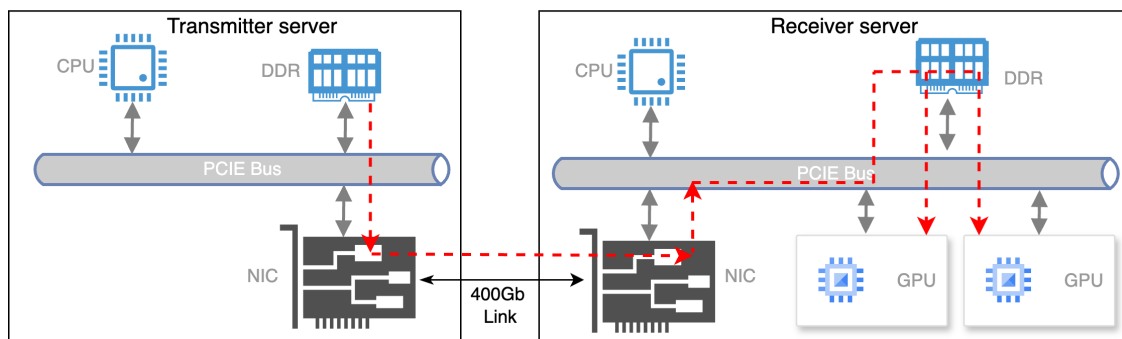 Transmitter server
CPU
DDR
PCIE Bus
NIC
400Gb
Link
Receiver server
CPU
DDR
PCIE Bus
NIC
GPU
GPU